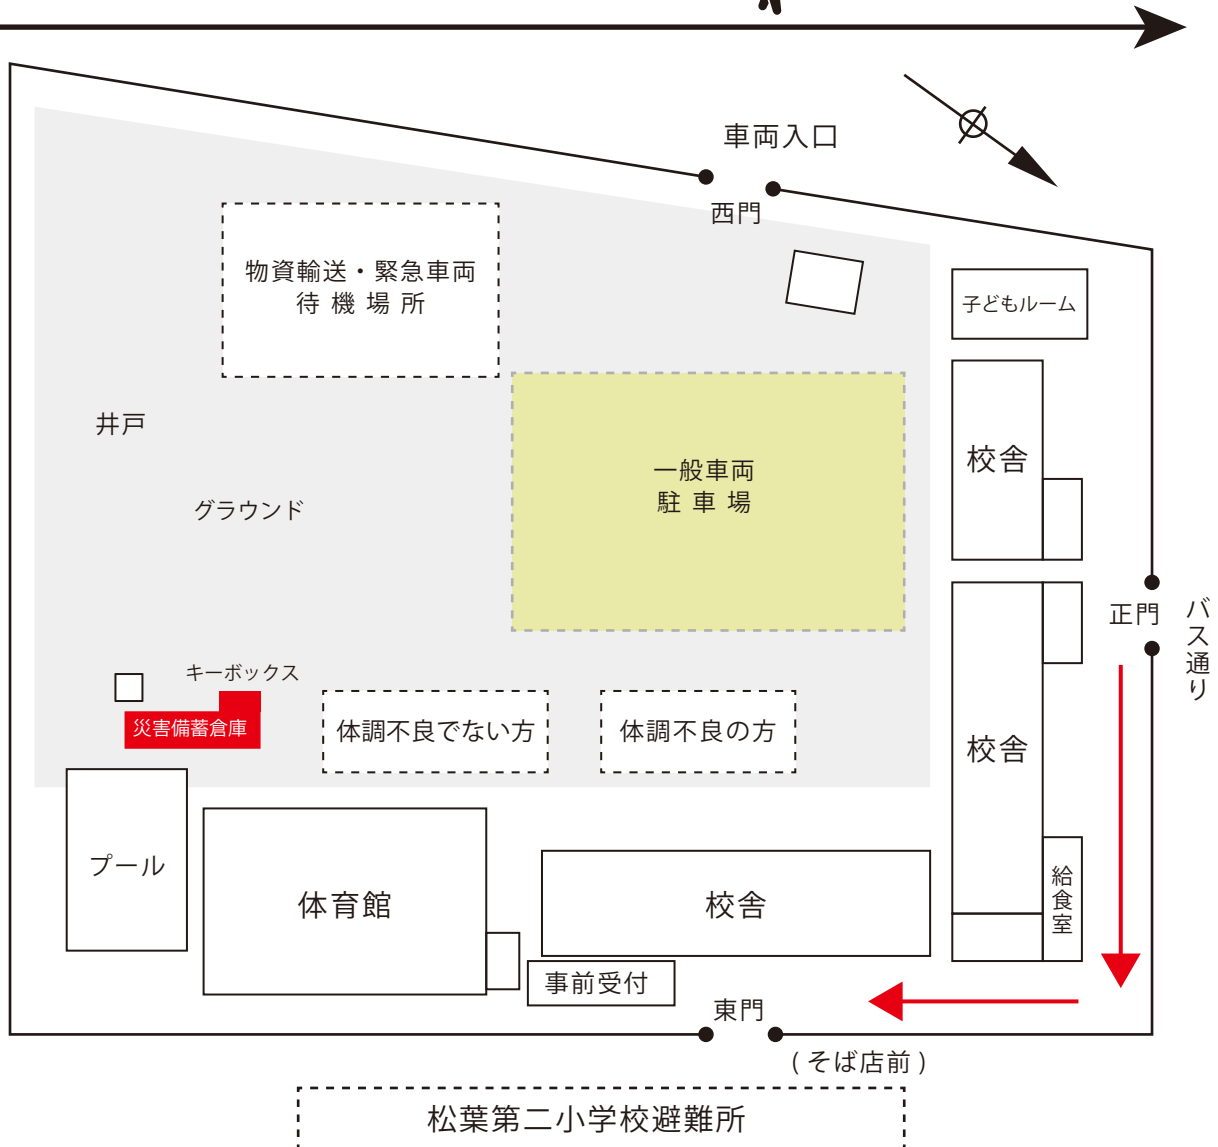 車両入口
西門
物資輸送・緊急車両
待機場所
子どもルーム
井戸
校舎
一般車両
駐車場
グラウンド
正門
バス通り
キーボックス
災害備蓄倉庫
体調不良でない方
体調不良の方
校舎
プール
体育館
校舎
給食室
事前受付
東門
(そば店前)
松葉第二小学校避難所